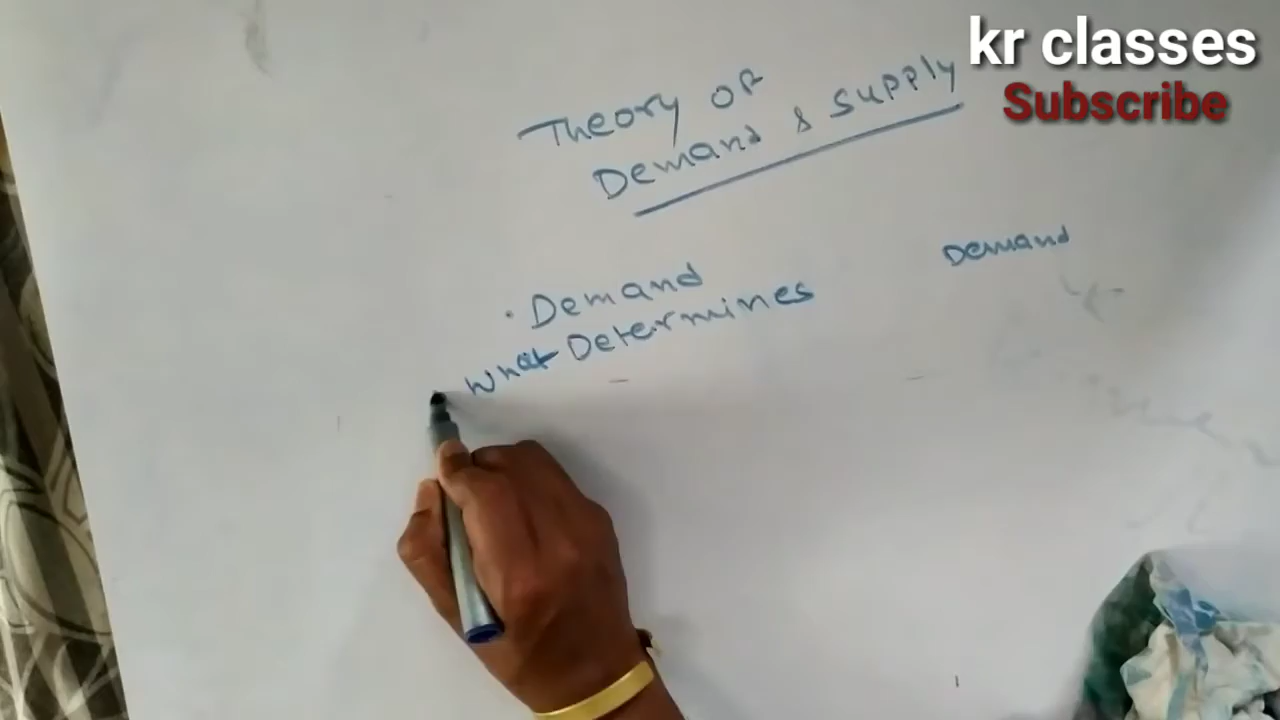 kr classes
Subscribe
Theory OF
Demand & Supply
Demand
. Demand
What Determines